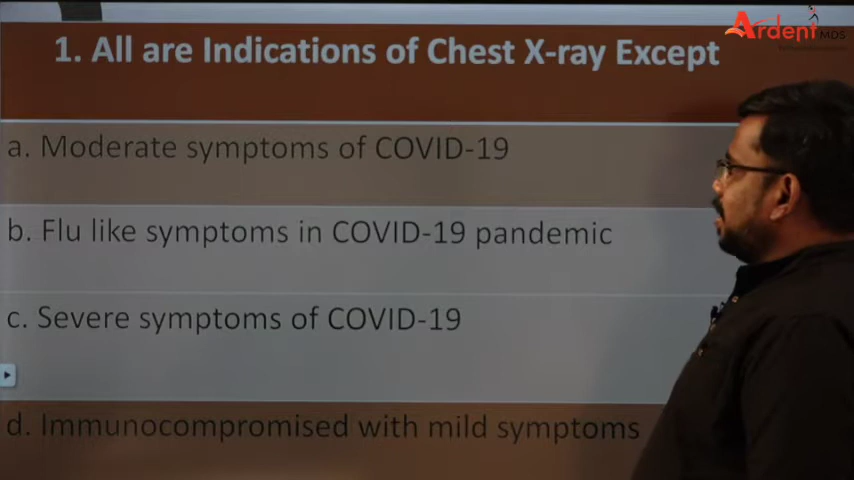 Ardent MDS
1. All are Indications of Chest X-ray Except
a. Moderate symptoms of COVID-19
b. Flu like symptoms in COVID-19 pandemic
c. Severe symptoms of COVID-19
d. Immunocompromised with mild symptoms